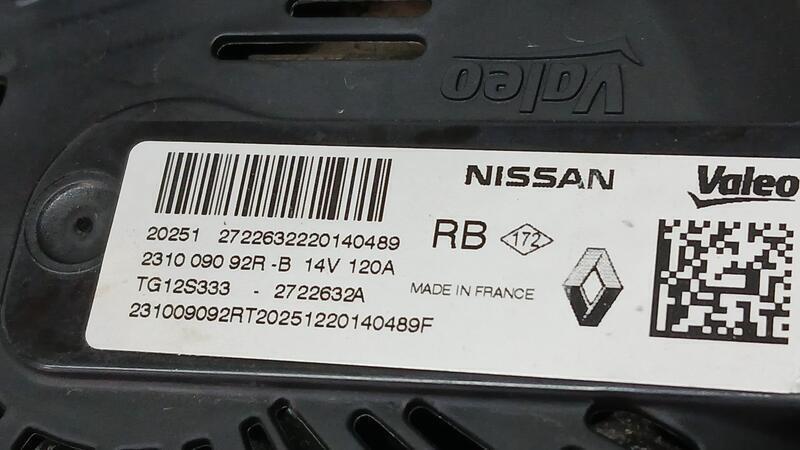 Valeo
NISSAN Valeo
20251 2722632220140489 RB 172
2310 090 92R -B 14V 120A
TG12S333 - 2722632A MADE IN FRANCE
231009092RT20251220140489F